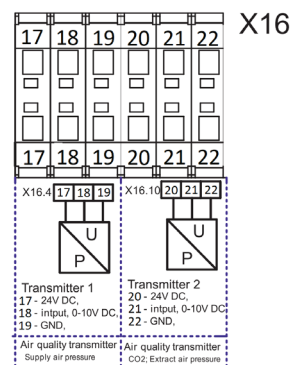 X16
17 18 19 20 21 22
17 18 19 20 21 22
X16.4 17 18 19
X16.10 20 21 22
U
P
U
P
Transmitter 1
17 - 24V DC,
18 - intput, 0-10V DC,
19 - GND,
Transmitter 2
20 - 24V DC,
21 - intput, 0-10V DC
22 - GND,
Air quality transmitter
Supply air pressure
Air quality transmitter
CO2; Extract air pressure